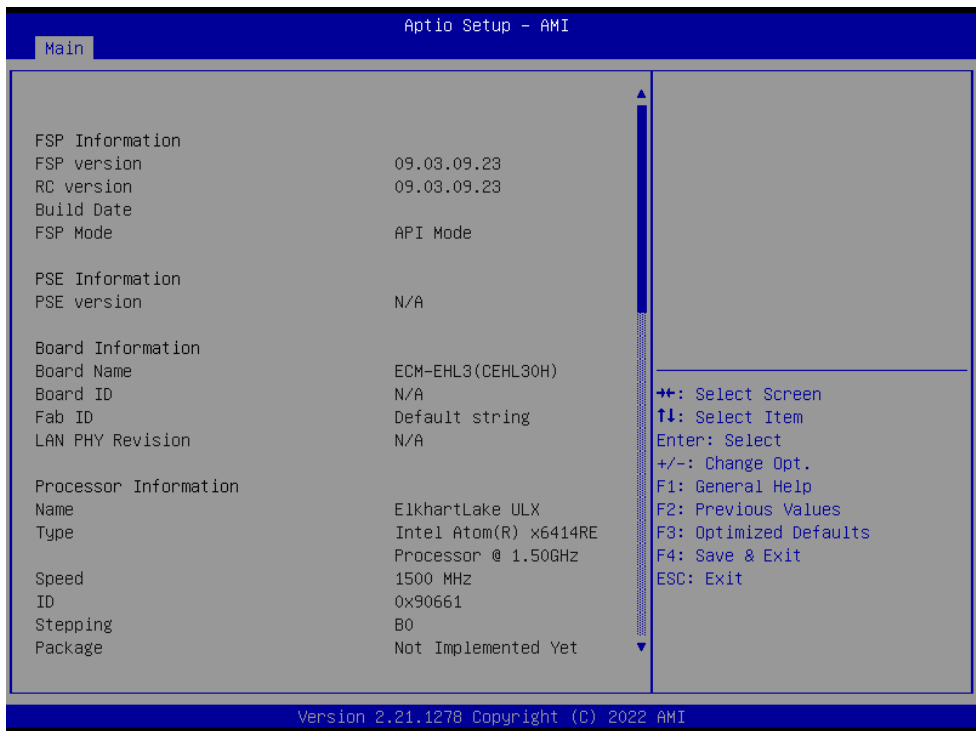 Aptio Setup - AMI
Main
FSP Information
FSP version 09.03.09.23
RC version 09.03.09.23
Build Date
FSP Mode API Mode
PSE Information
PSE version N/A
Board Information
Board Name ECM-EHL3(CEHL30H)
Board ID N/A
Fab ID Default string
LAN PHY Revision N/A
Processor Information
Name ElkhartLake ULX
Type Intel Atom(R) x6414RE
Processor @ 1.50GHz
Speed 1500 MHz
ID 0x90661
Stepping B0
Package Not Implemented Yet
→←: Select Screen
↑↓: Select Item
Enter: Select
+/-: Change Opt.
F1: General Help
F2: Previous Values
F3: Optimized Defaults
F4: Save & Exit
ESC: Exit
Version 2.21.1278 Copyright (C) 2022 AMI